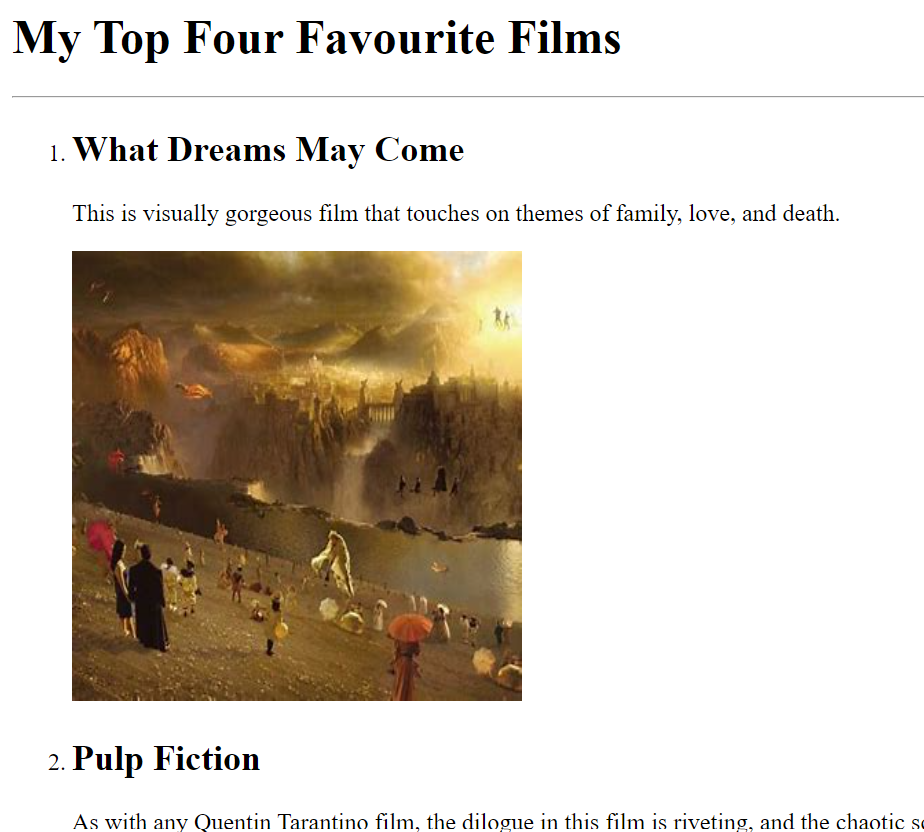 My Top Four Favourite Films
1. What Dreams May Come
This is visually gorgeous film that touches on themes of family, love, and death.
2. Pulp Fiction
As with any Quentin Tarantino film, the dilogue in this film is riveting, and the chaotic